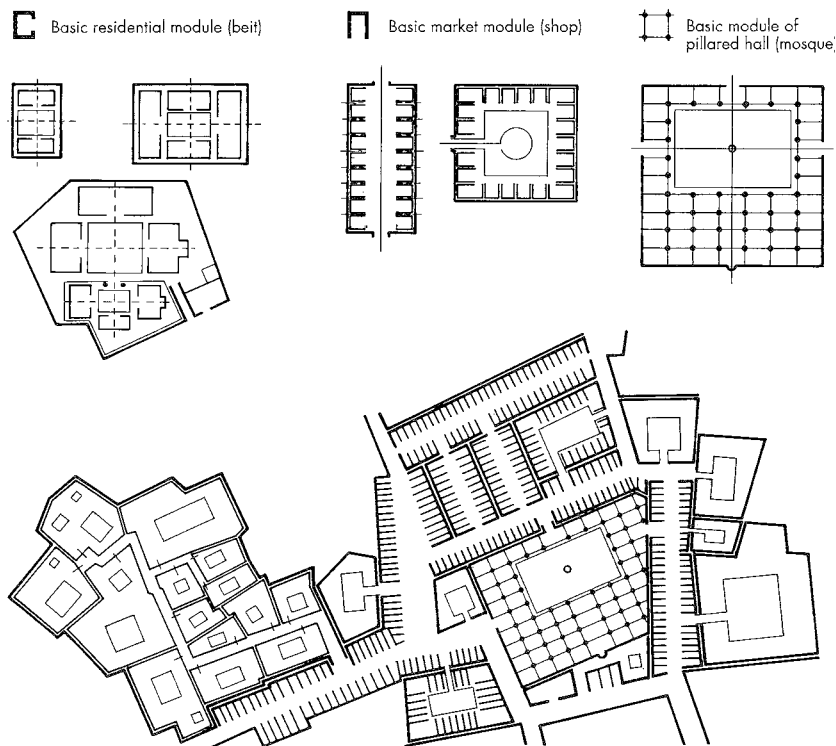 Basic residential module (beit)
Basic market module (shop)
Basic module of
pillared hall (mosque)